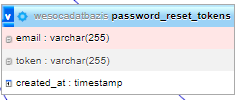 v wesocadatbazis password_reset_tokens
email : varchar(255)
token : varchar(255)
created_at : timestamp